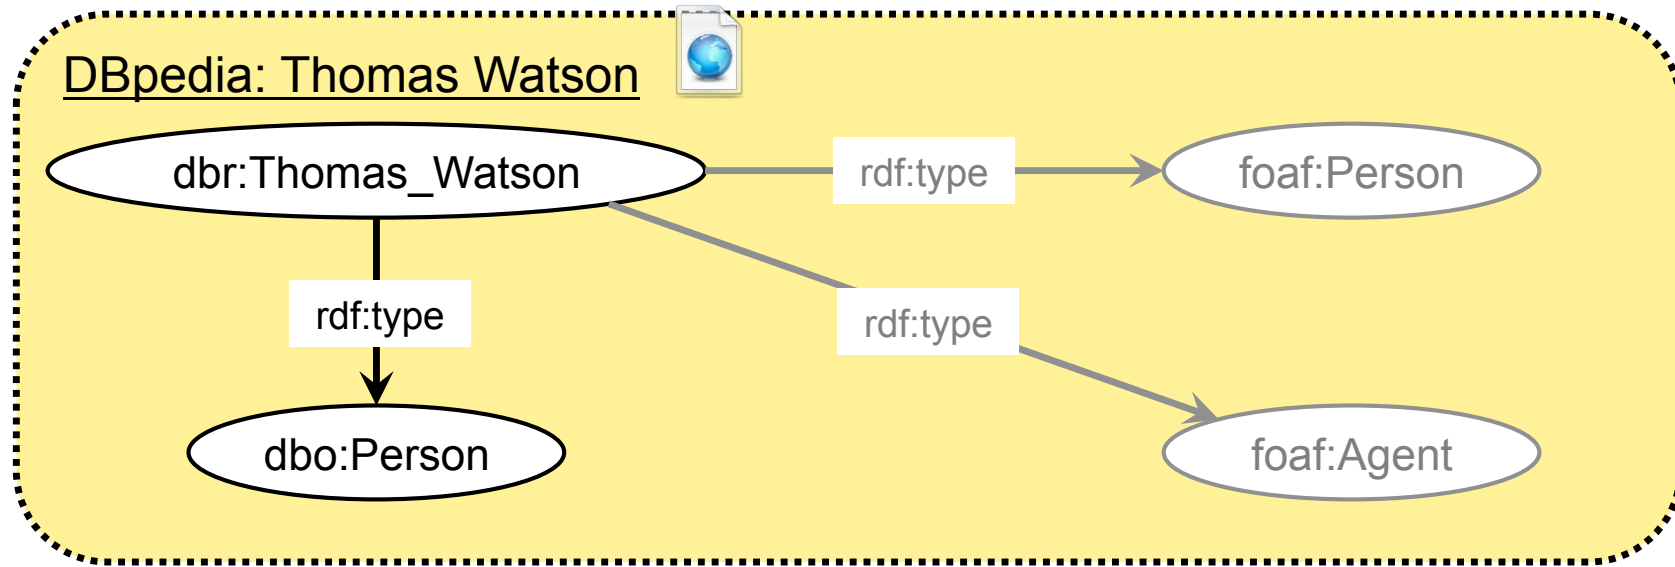 DBpedia: Thomas Watson
dbr:Thomas_Watson
rdf:type
foaf:Person
rdf:type
rdf:type
dbo:Person
foaf:Agent